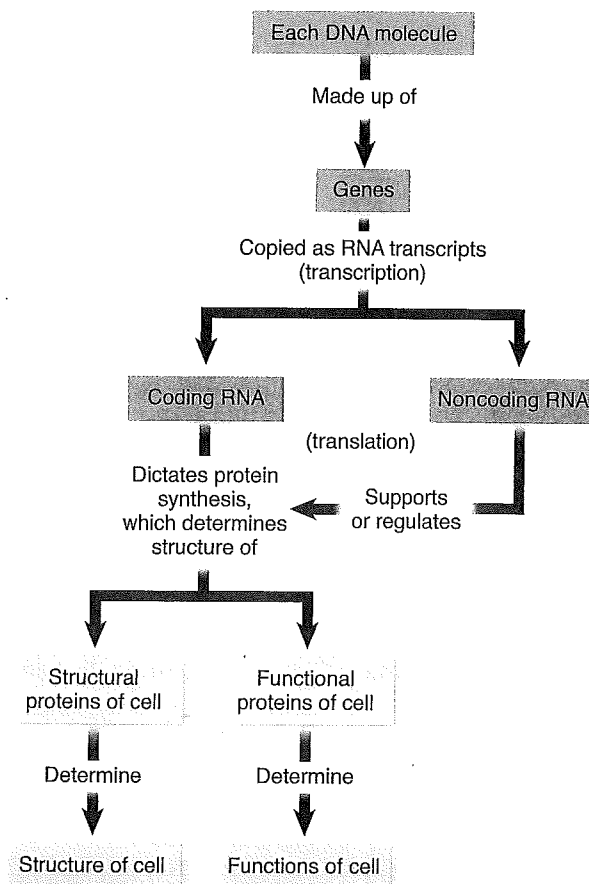 Each DNA molecule
Made up of
Genes
Copied as RNA transcripts
(transcription)
Coding RNA
Noncoding RNA
(translation)
Dictates protein
synthesis,
which determines
structure of
Supports
or regulates
Structural
proteins of cell
Functional
proteins of cell
Determine
Determine
Structure of cell
Functions of cell